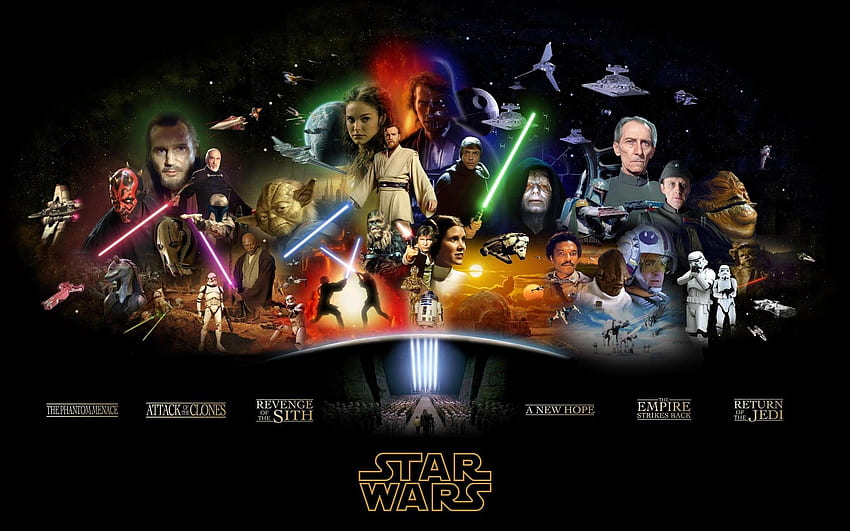 THE PHANTOM MENACE
ATTACK OF THE CLONES
REVENGE
OF THE SITH
A NEW HOPE
THE
EMPIRE
STRIKES BACK
RETURN
OF THE JEDI
STAR
WARS